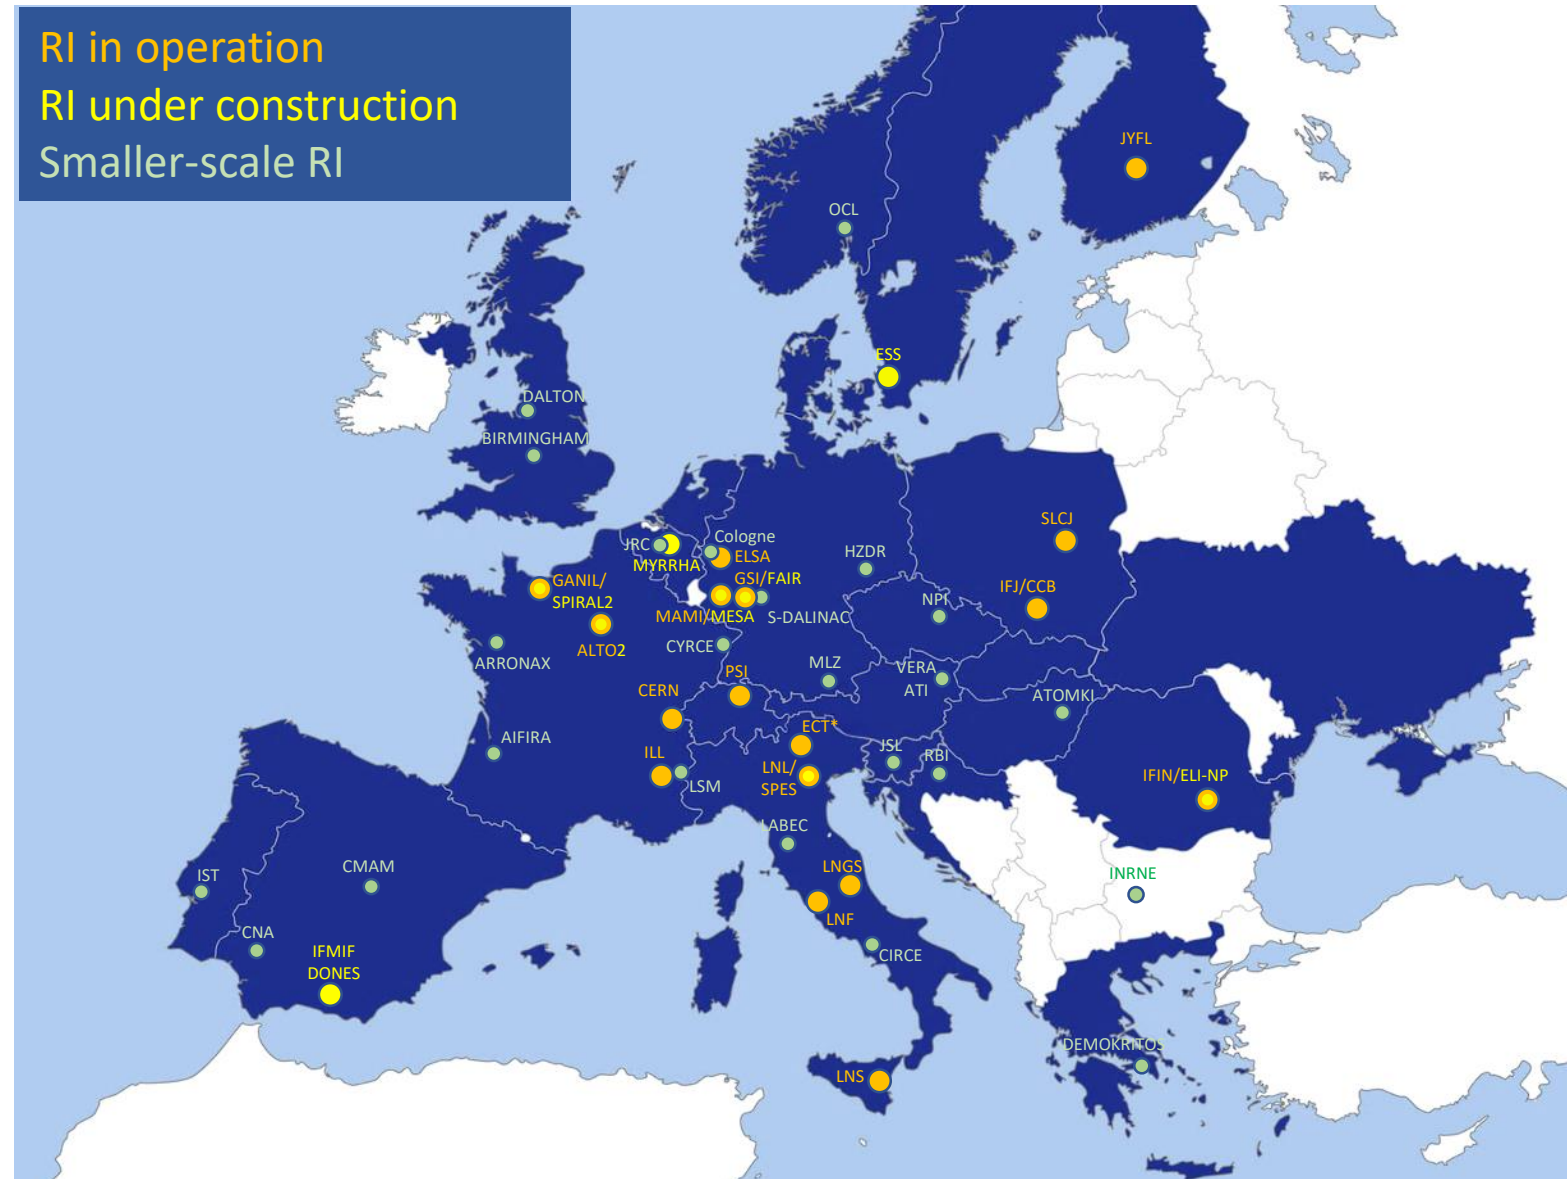 RI in operation
RI under construction
Smaller-scale RI
JYFL
OCL
ESS
DALTON
BIRMINGHAM
SLCJ
JRC
MYRRHA
Cologne
ELSA
HZDR
GANIL/
SPIRAL2
GSI/FAIR
MAMI/MESA
S-DALINAC
NPI
IFJ/CCB
ALTO2
ARRONAX
CYRCE
MLZ
VERA
ATI
PSI
CERN
ATOMKI
AIFIRA
ILL
LSM
ECT*
LNL/
SPES
JSL
RBI
IFIN/ELI-NP
LABEC
IST
CMAM
LNGS
LNF
INRNE
CNA
IFMIF
DONES
CIRCE
DEMOKRITOS
LNS